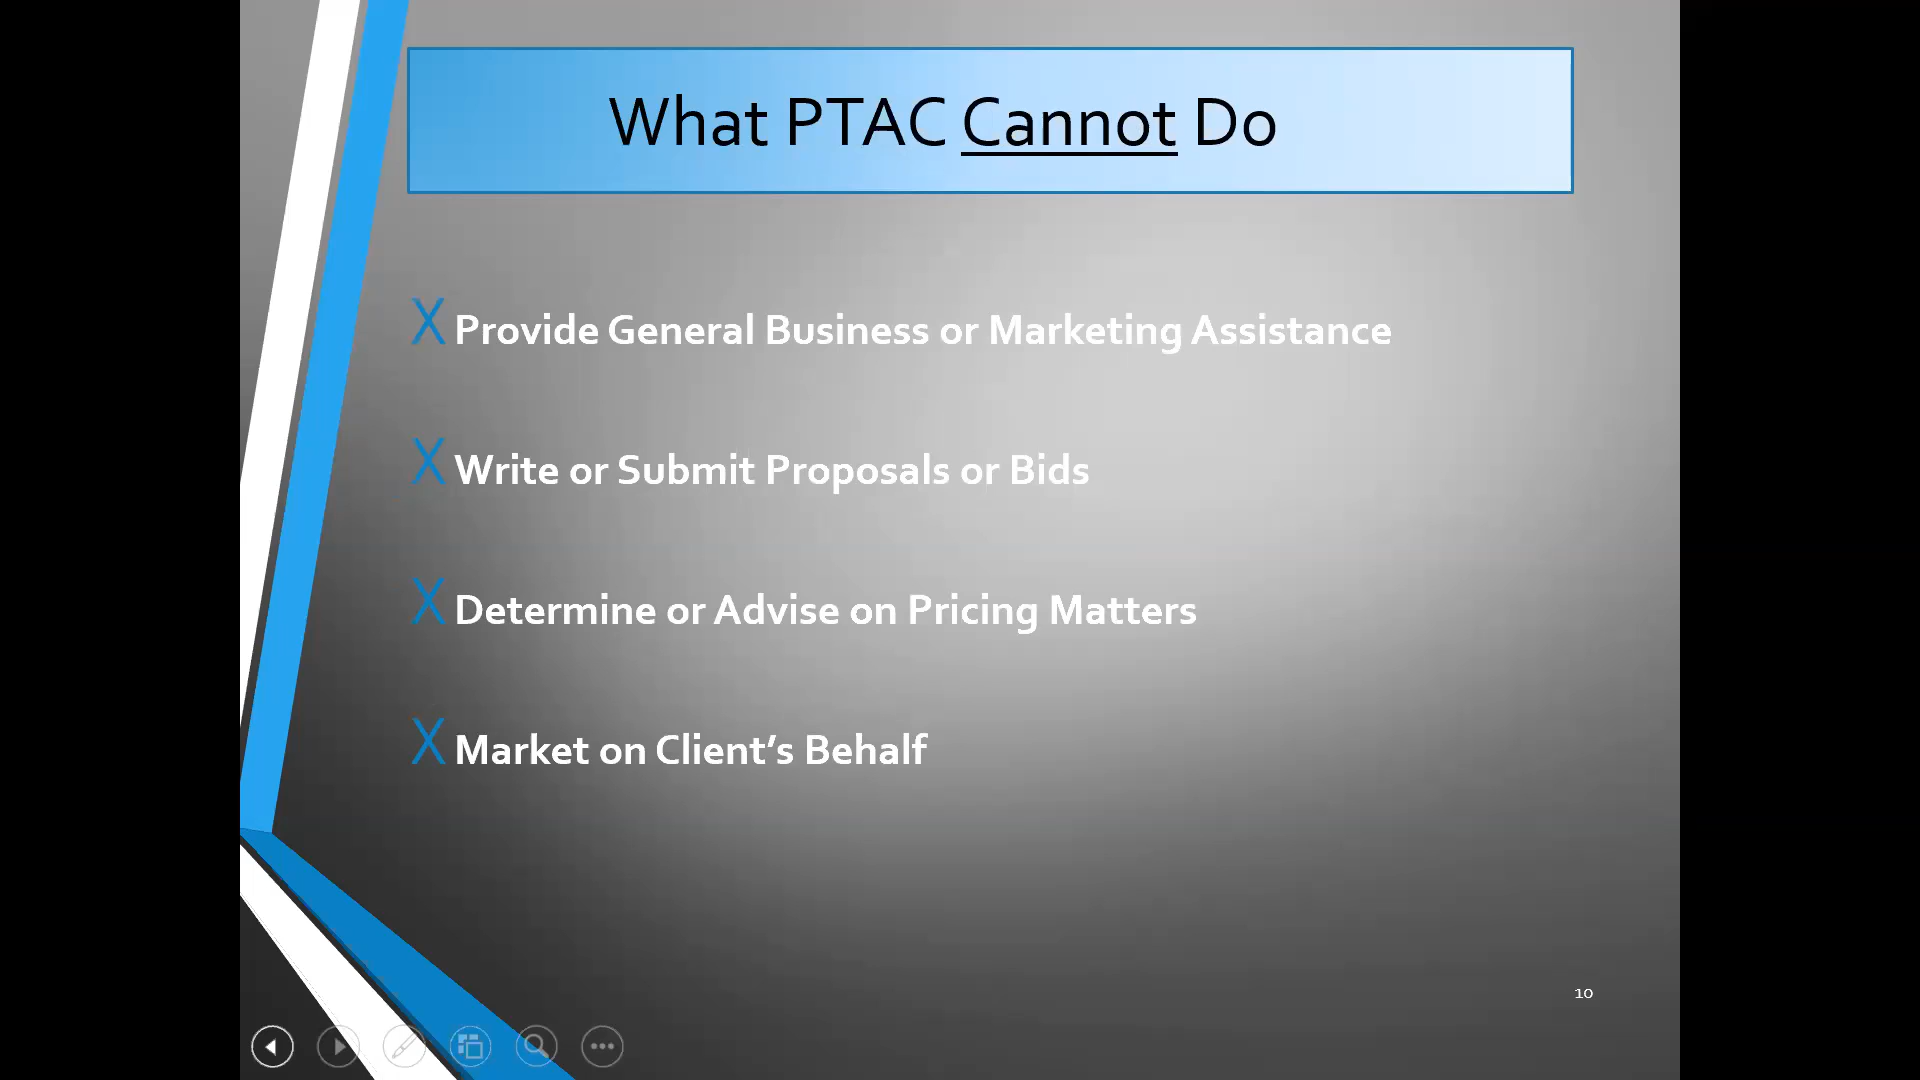 What PTAC Cannot Do
X Provide General Business or Marketing Assistance
X Write or Submit Proposals or Bids
X Determine or Advise on Pricing Matters
X Market on Client’s Behalf
10